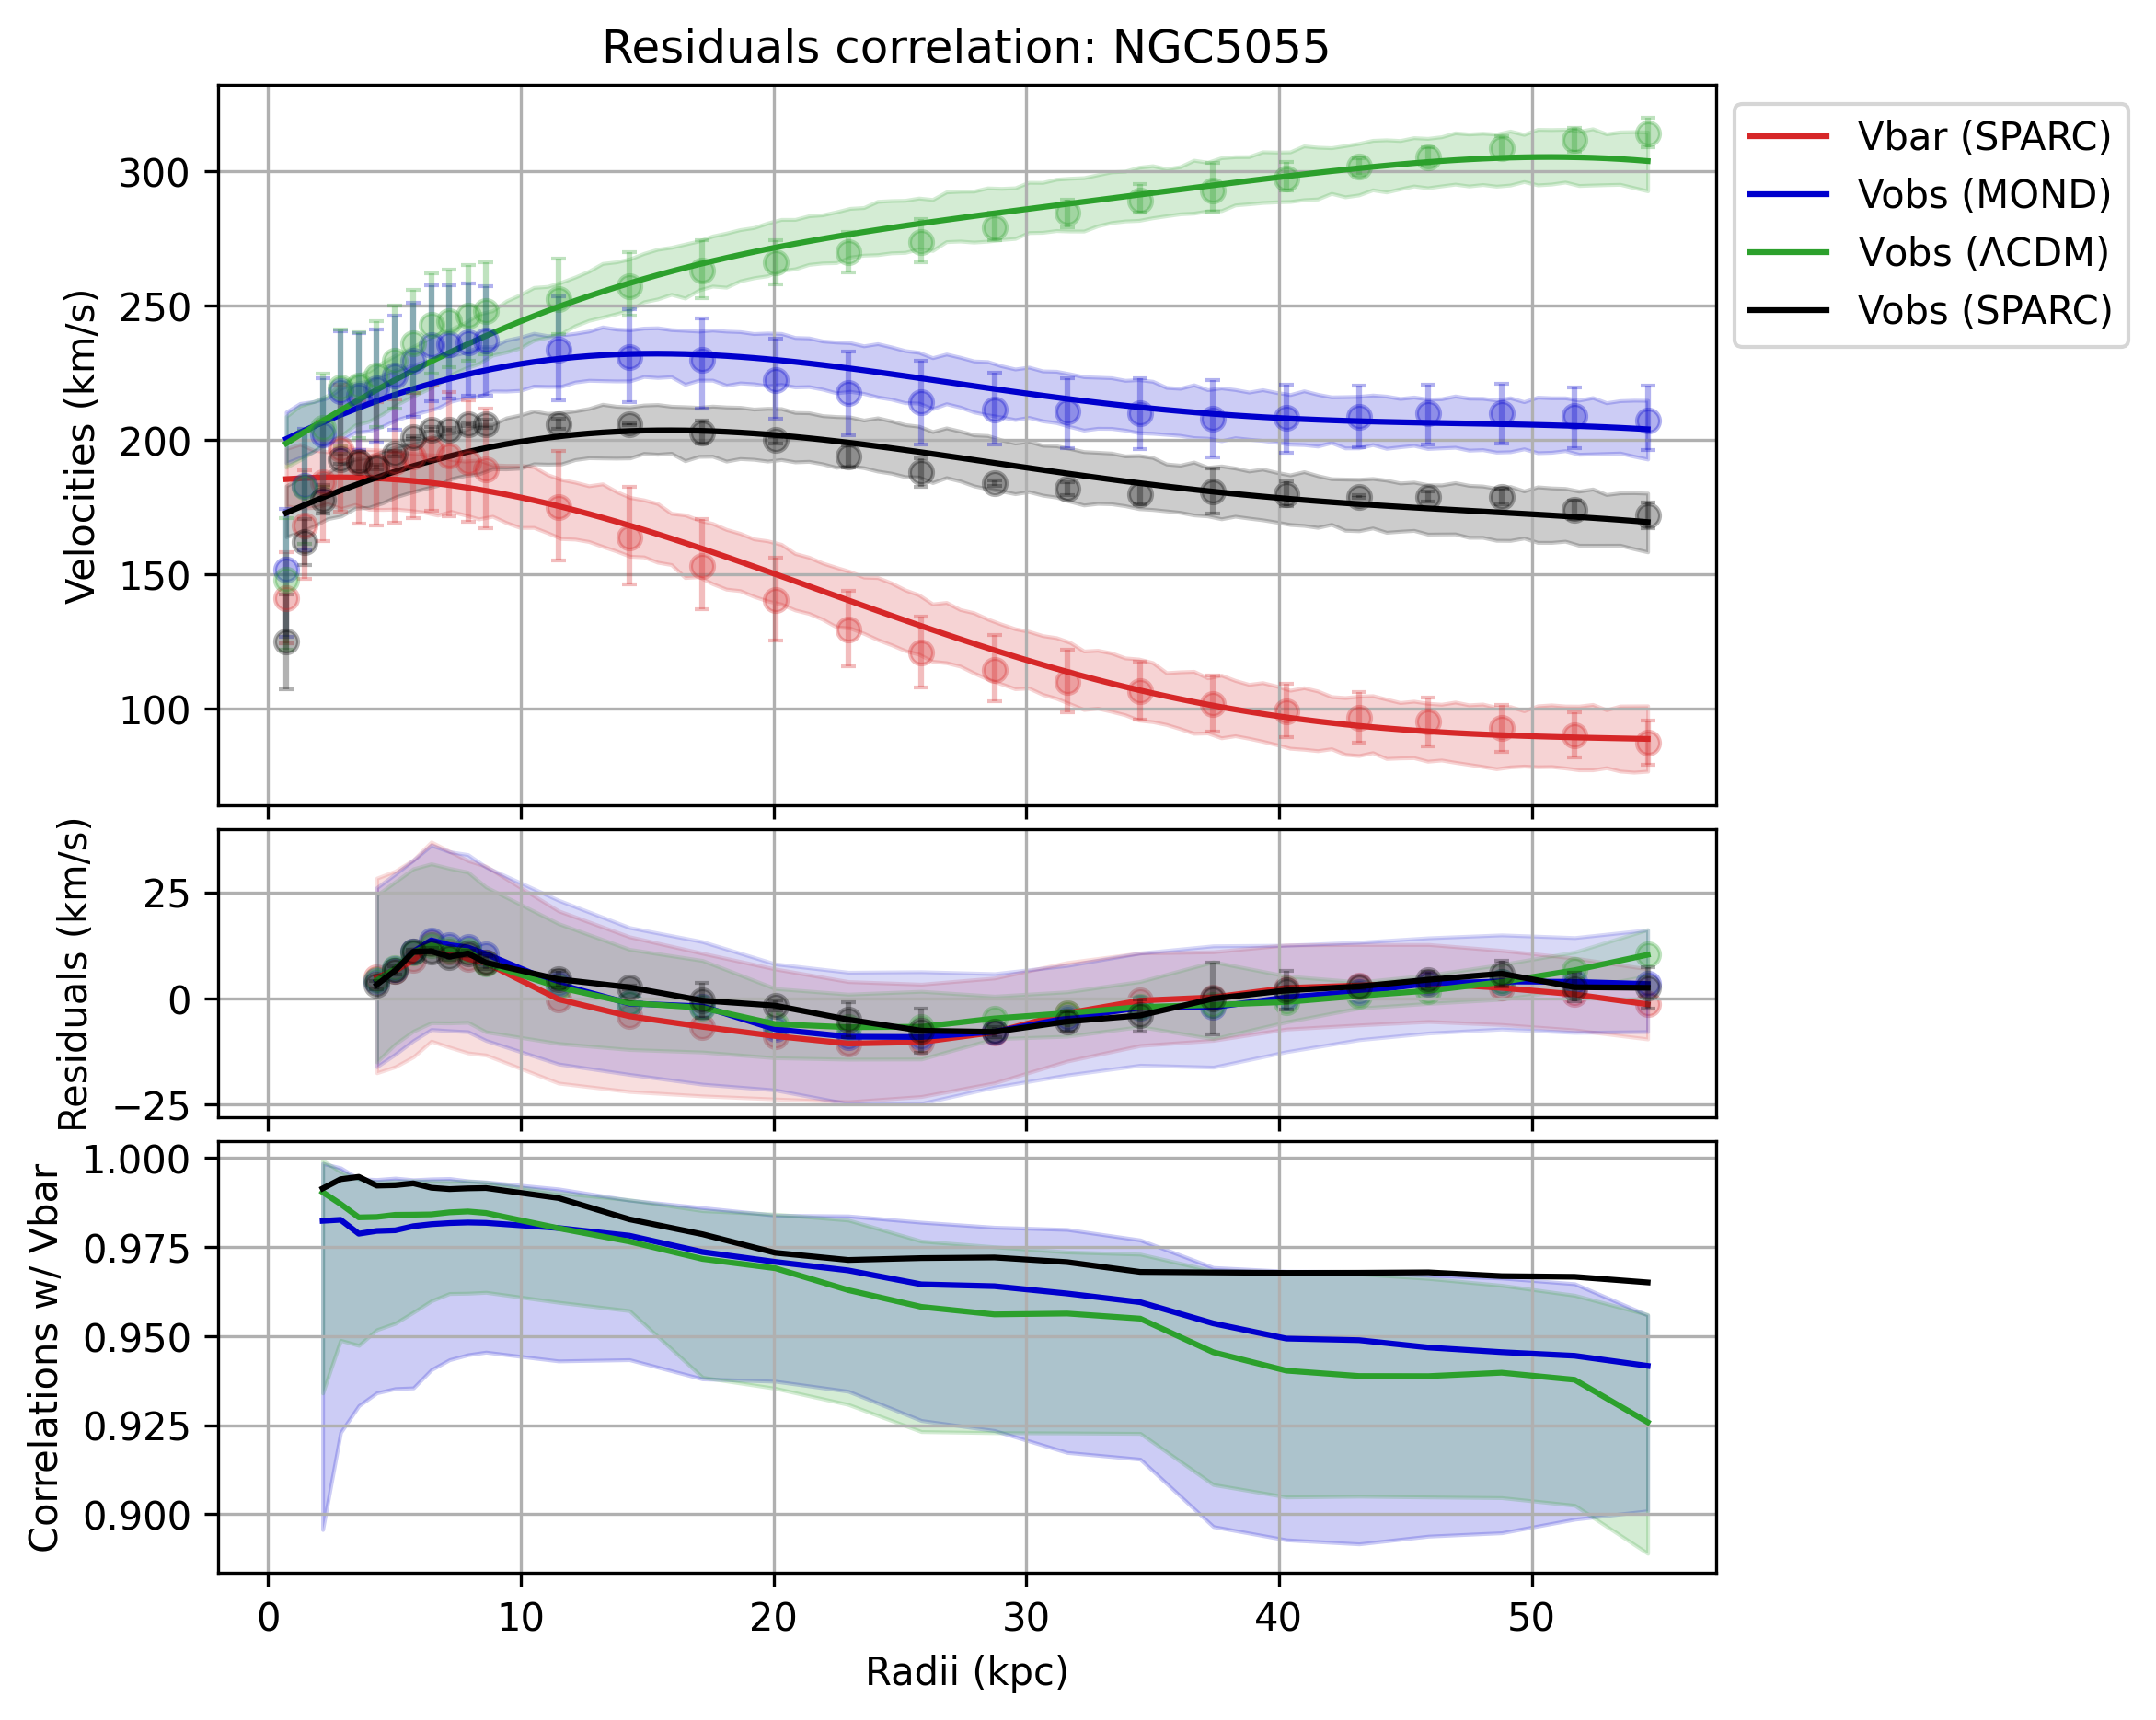 Residuals correlation: NGC5055
Velocities (km/s)
300
250
200
150
100
Vbar (SPARC)
Vobs (MOND)
Vobs (ΛCDM)
Vobs (SPARC)
Residuals (km/s)
25
0
−25
Correlations w/ Vbar
1.000
0.975
0.950
0.925
0.900
0 10 20 30 40 50
Radii (kpc)